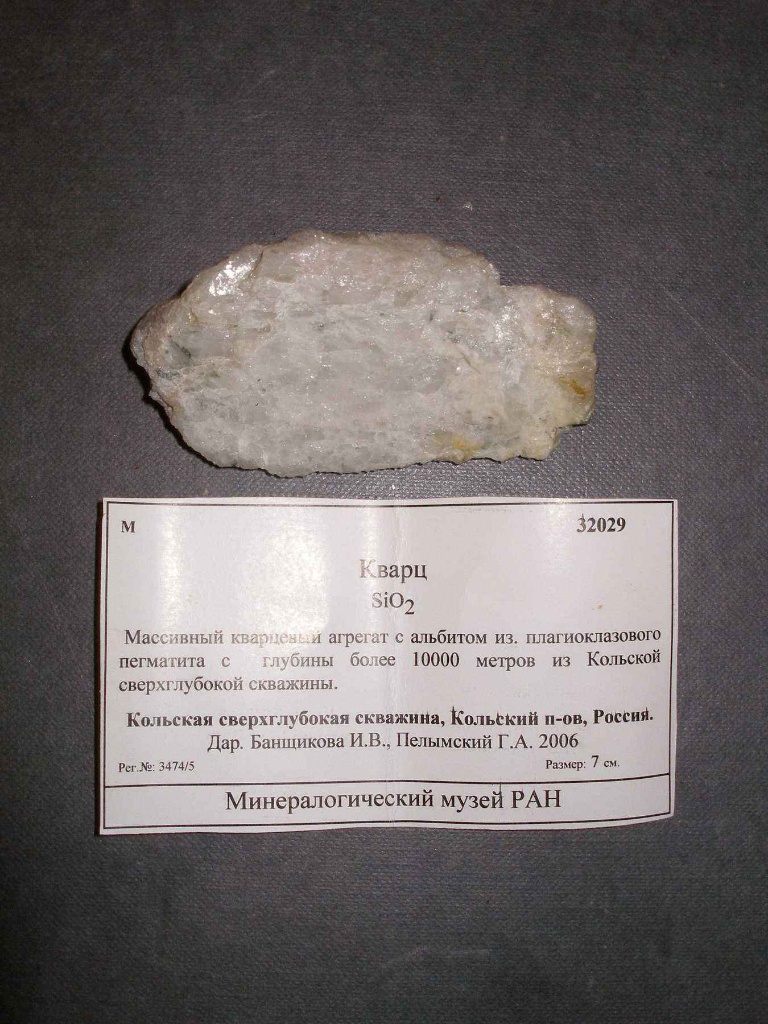 М 32029
Кварц
SiO2
Массивный кварцевый агрегат с альбитом из. плагиоклазового
пегматита с глубины более 10000 метров из Кольской
сверхглубокой скважины.
Кольская сверхглубокая скважина, Кольский п-ов, Россия.
Дар. Банщикова И.В., Пелымский Г.А. 2006
Рег.№: 3474/5 Размер: 7 см.
Минералогический музей РАН